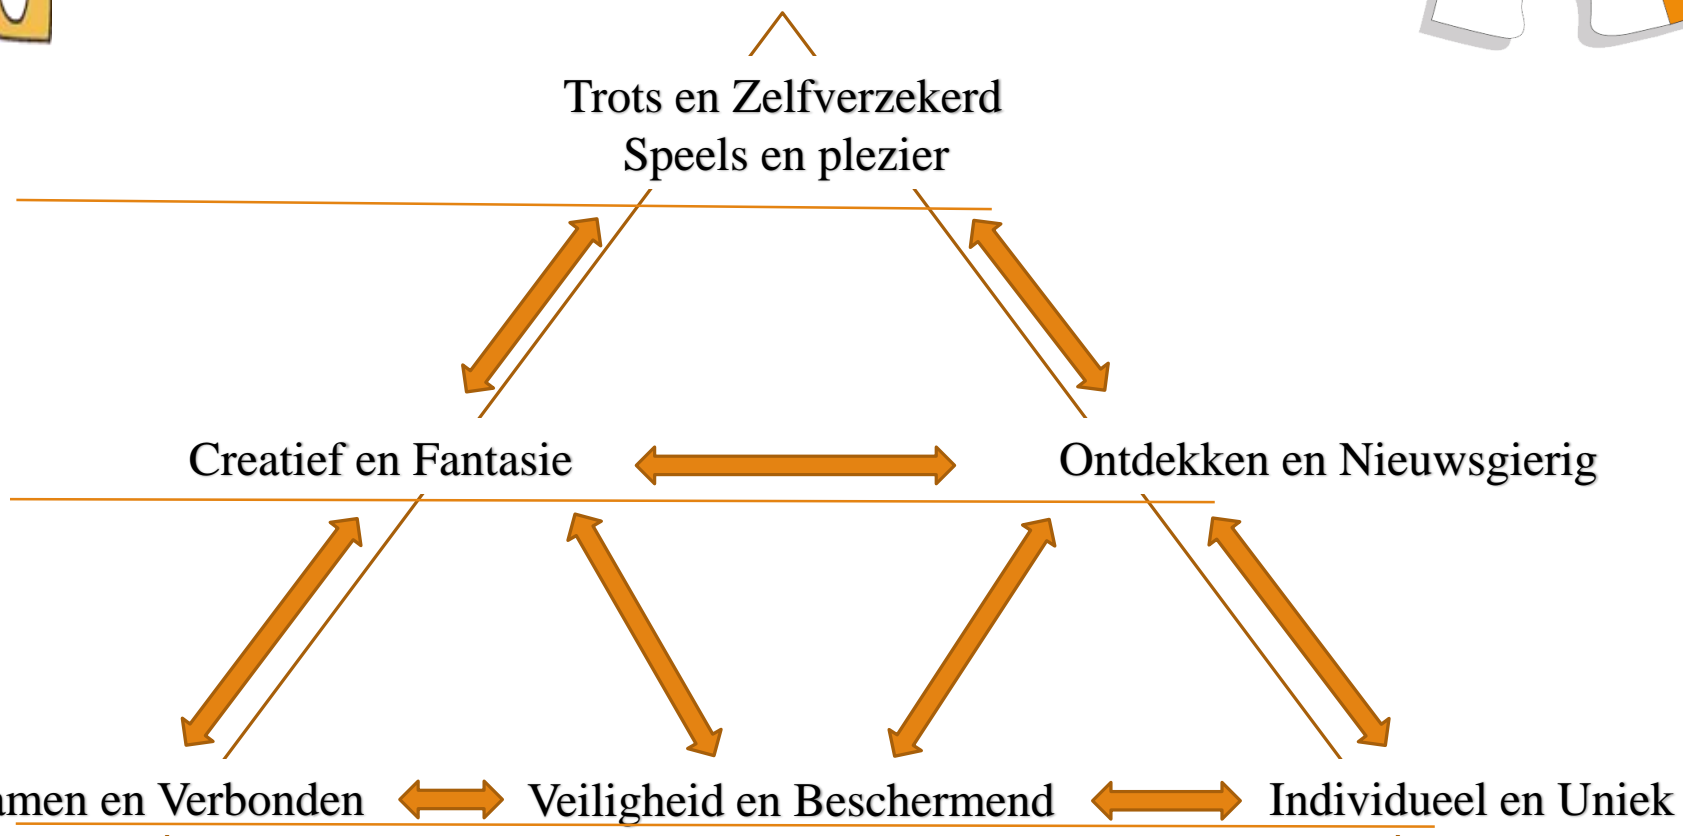 Trots en Zelfverzekerd
Speels en plezier
Creatief en Fantasie
Ontdekken en Nieuwsgierig
en Verbonden
Veiligheid en Beschermend
Individueel en Uniek